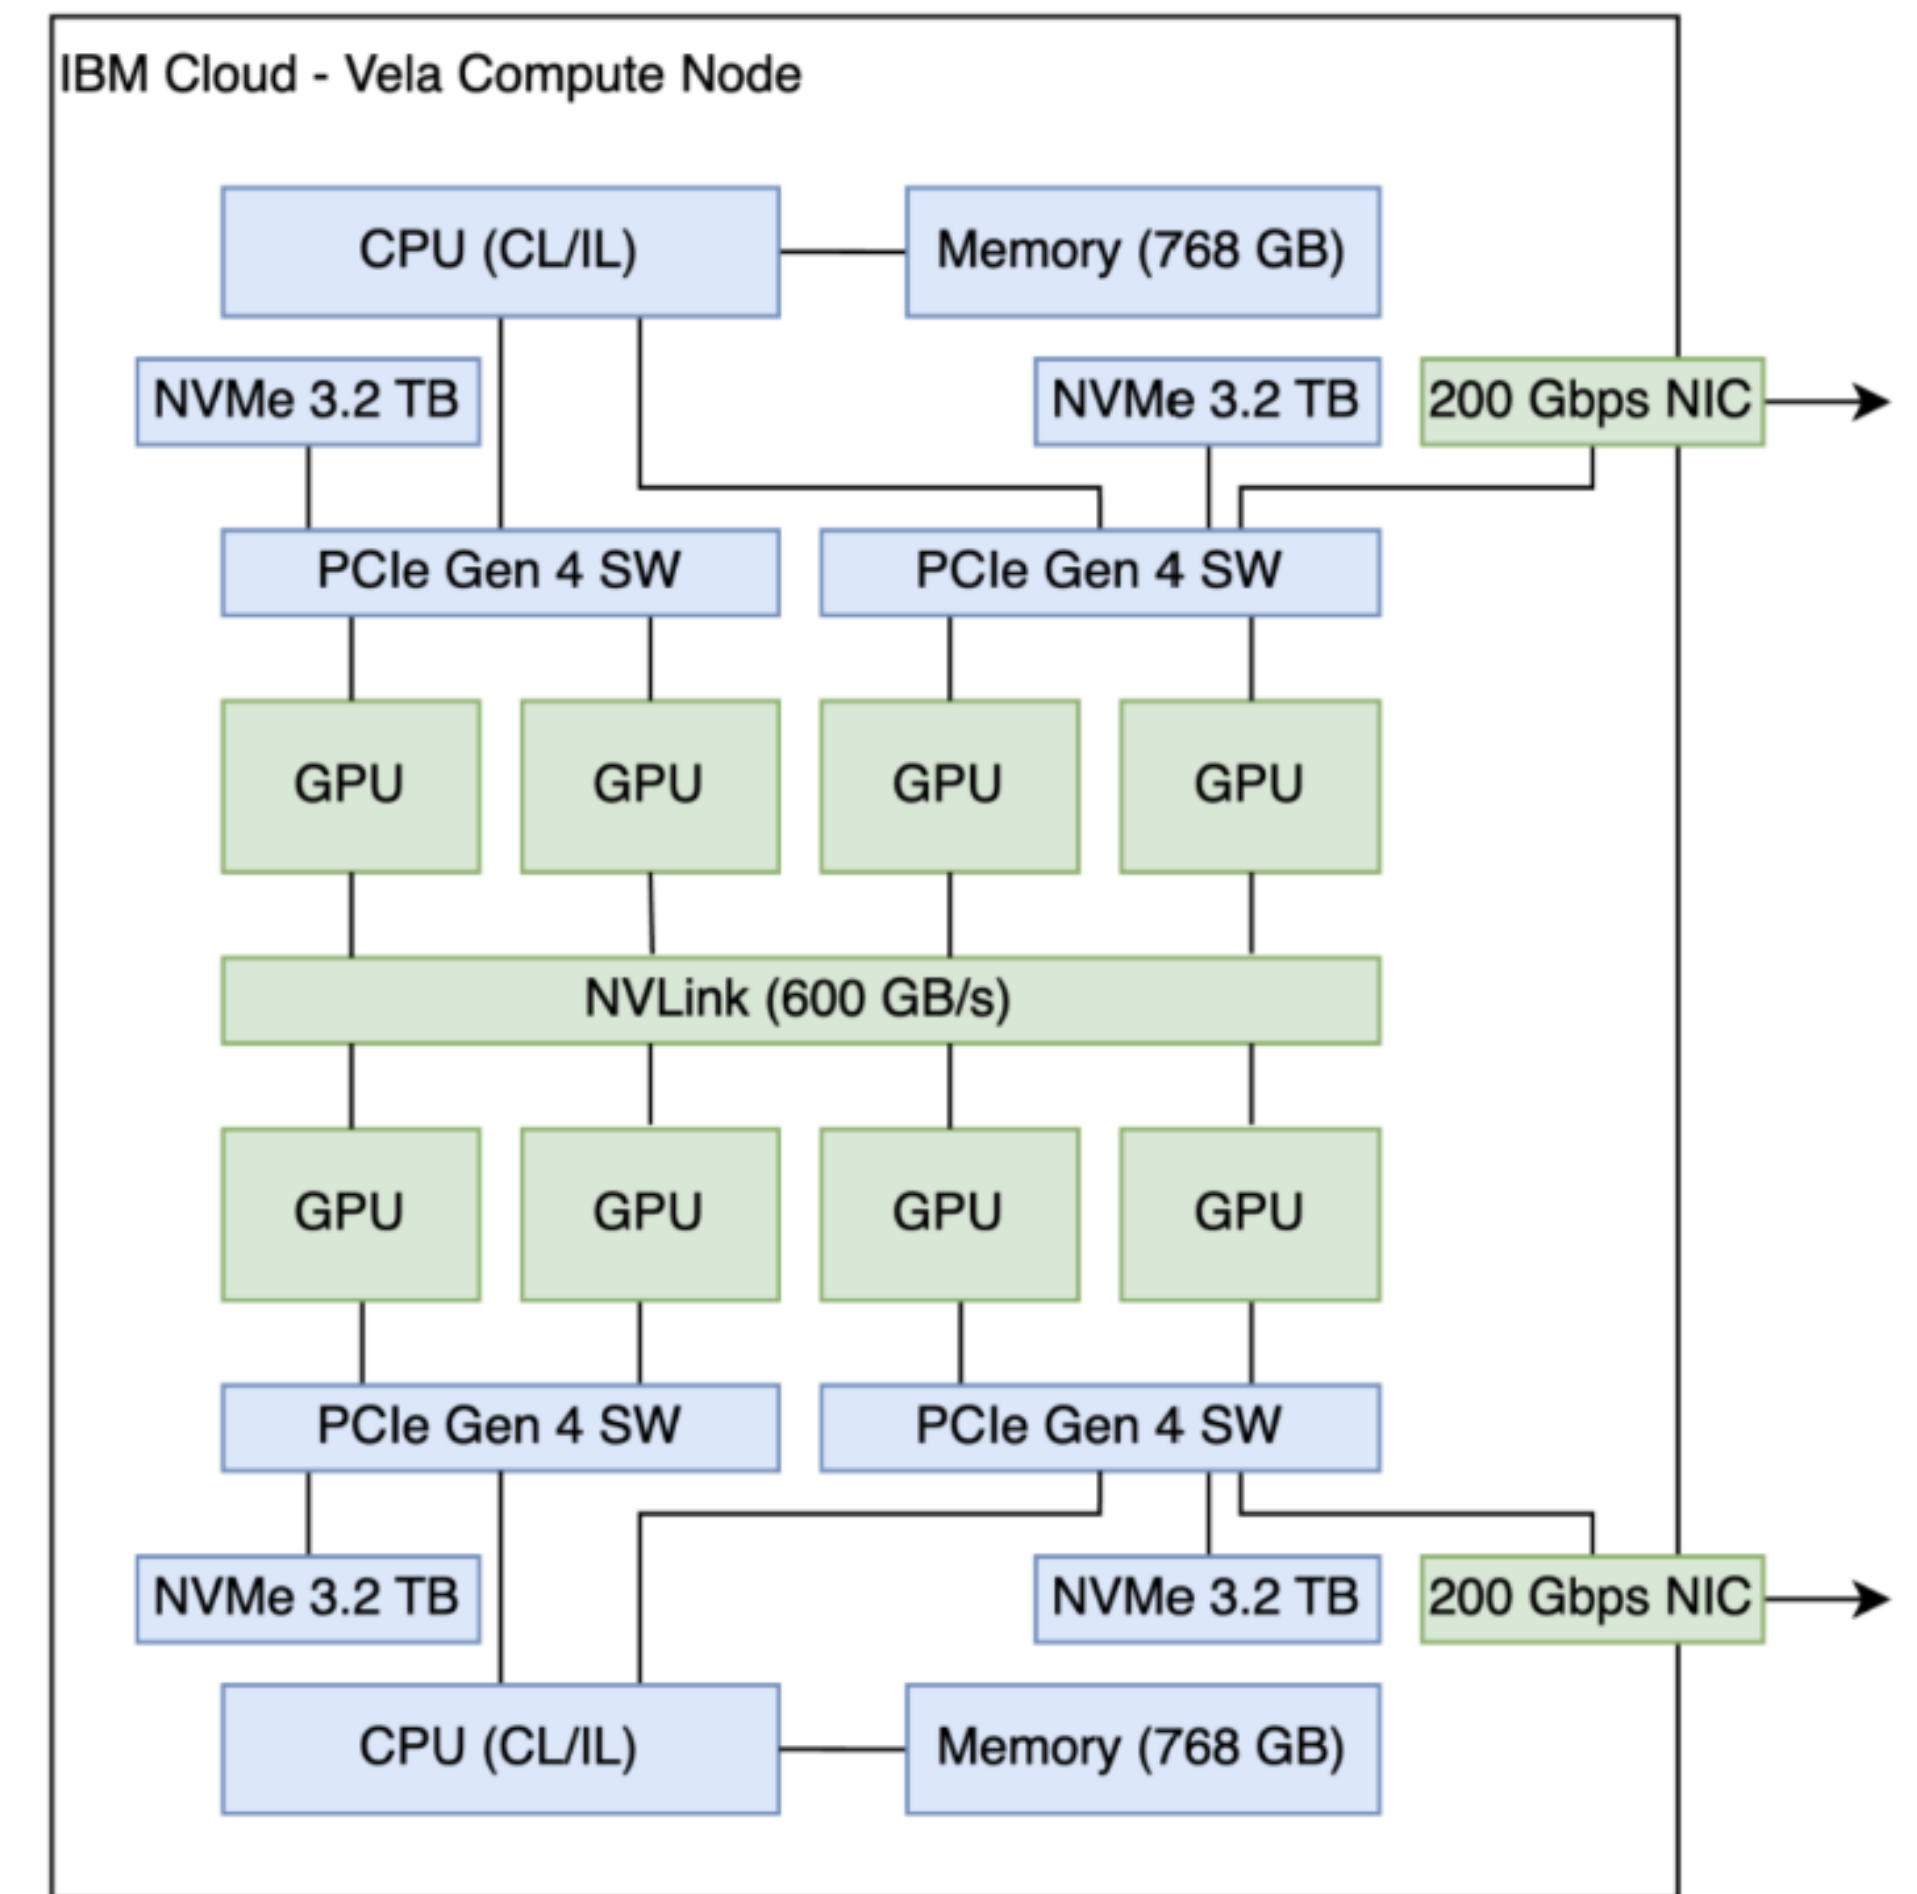 IBM Cloud - Vela Compute Node
CPU (CL/IL)
Memory (768 GB)
NVMe 3.2 TB
NVMe 3.2 TB
200 Gbps NIC
PCIe Gen 4 SW
PCIe Gen 4 SW
GPU
GPU
GPU
GPU
NVLink (600 GB/s)
GPU
GPU
GPU
GPU
PCIe Gen 4 SW
PCIe Gen 4 SW
NVMe 3.2 TB
NVMe 3.2 TB
200 Gbps NIC
CPU (CL/IL)
Memory (768 GB)